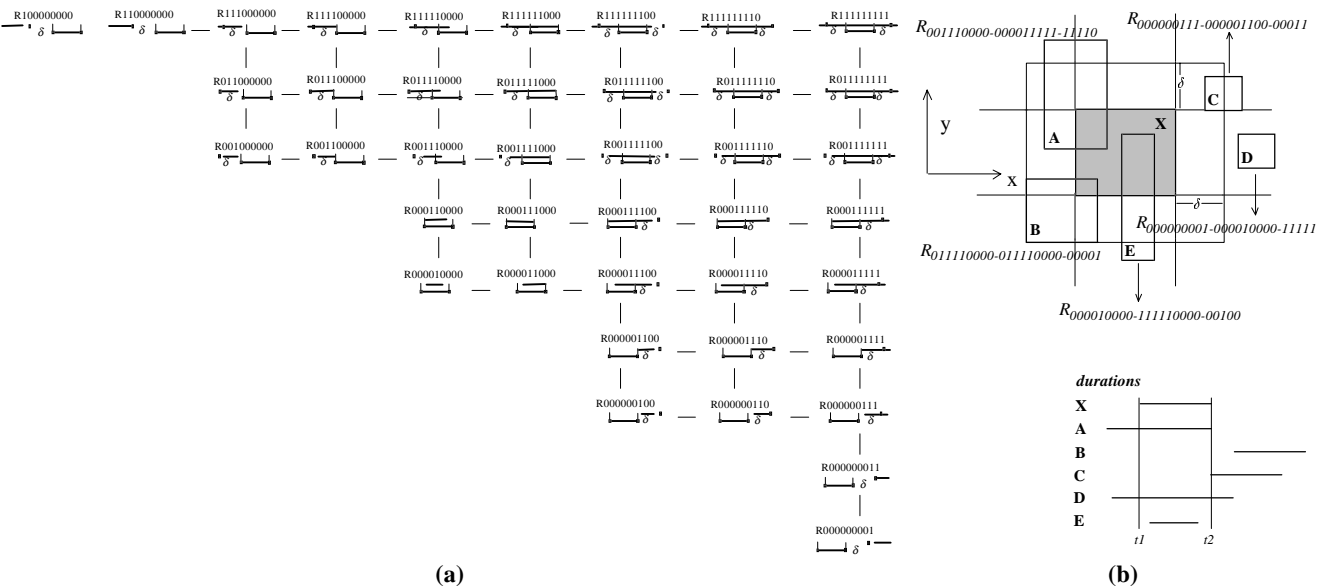 R100000000 R110000000 R111000000 R111100000 R111110000 R111111000 R111111100 R111111110 R111111111
δ δ δ δ δ δ δ δ δ
R011000000 R011100000 R011110000 R011111000 R011111100 R011111110 R011111111
δ δ δ δ δ δ δ δ δ δ
R001000000 R001100000 R001110000 R001111000 R001111100 R001111110 R001111111
δ δ δ δ δ δ δ δ δ δ
R000110000 R000111000 R000111100 R000111110 R000111111
δ δ δ
R000010000 R000011000 R000011100 R000011110 R000011111
δ δ δ
R000001100 R000001110 R000001111
δ δ δ
R000000100 R000000110 R000000111
δ δ δ
R000000011
δ
R000000001
δ
(a)
R001110000-000011111-11110
R000000111-000001100-00011
δ
C
y
X
A
D
x
δ
B
R000000001-000010000-11111
E
R011110000-011110000-00001
R000010000-111110000-00100
durations
X
A
B
C
D
E
t1 t2
(b)